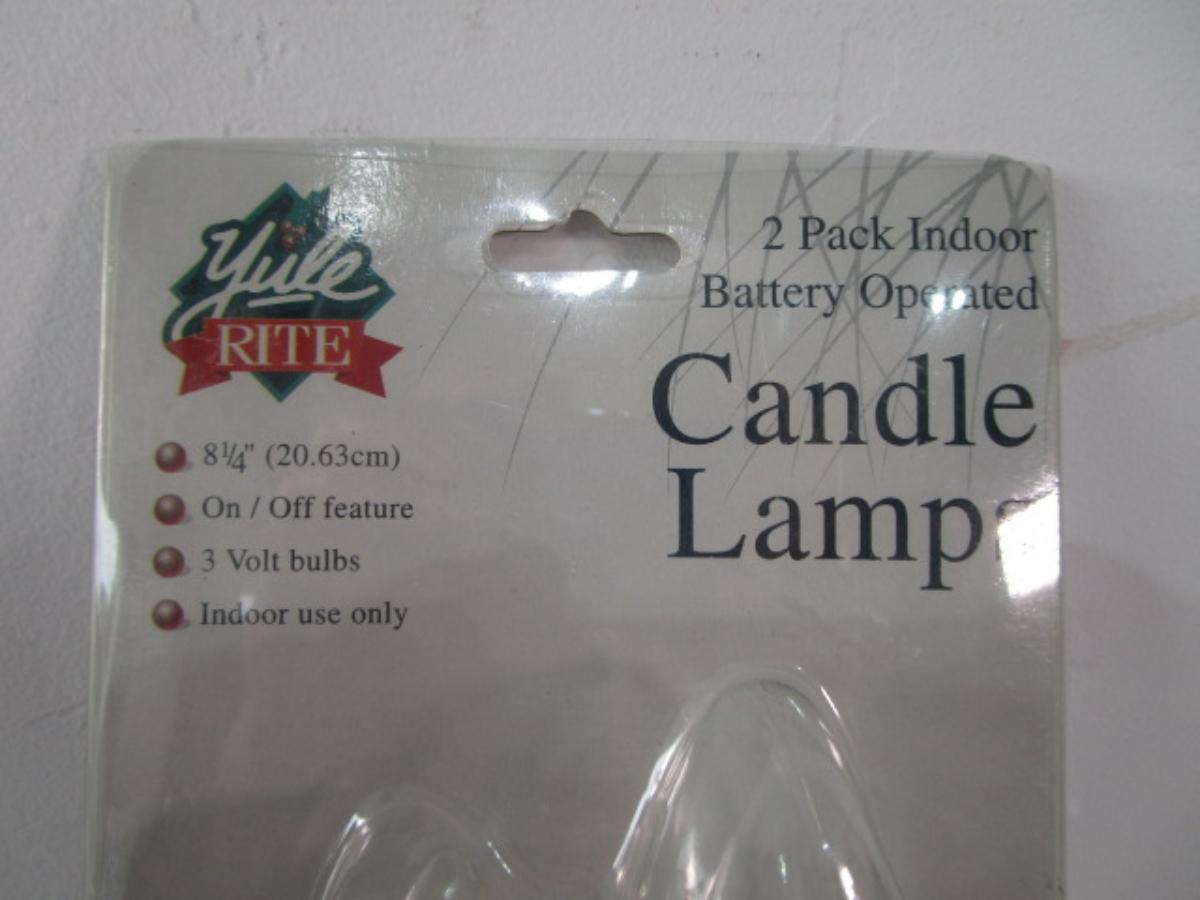 Yule
RITE
2 Pack Indoor
Battery Operated
Candle
Lamps
8¼" (20.63cm)
On / Off feature
3 Volt bulbs
Indoor use only